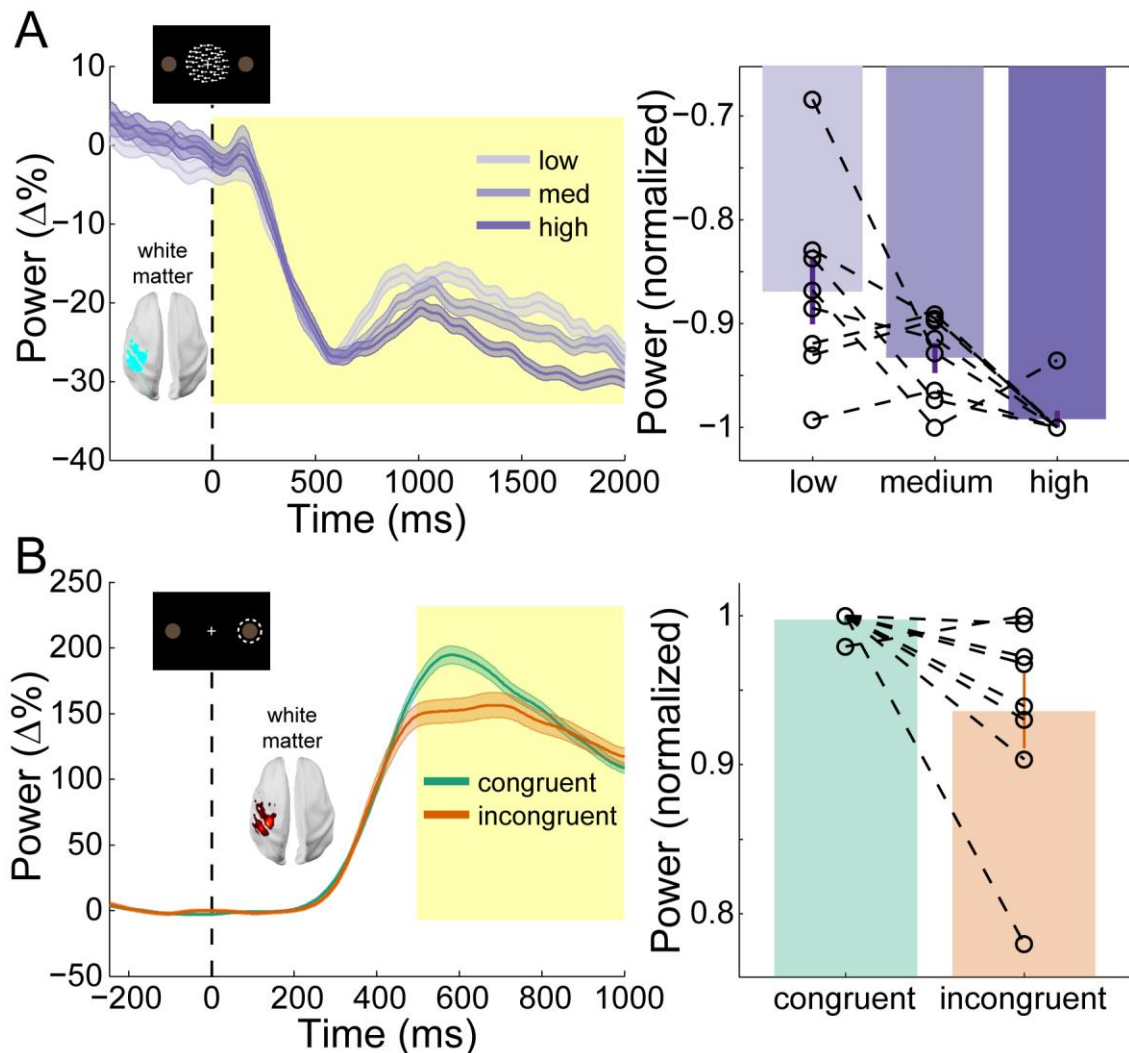 A
10
0
−10
−20
−30
−40
Power (Δ%)
low
med
high
white
matter
0
500
1000
1500
2000
Time (ms)
−0.7
−0.8
−0.9
−1
Power (normalized)
low
medium
high
B
250
200
150
100
50
0
−50
Power (Δ%)
white
matter
congruent
incongruent
−200
0
200
400
600
800
1000
Time (ms)
1
0.9
0.8
Power (normalized)
congruent
incongruent